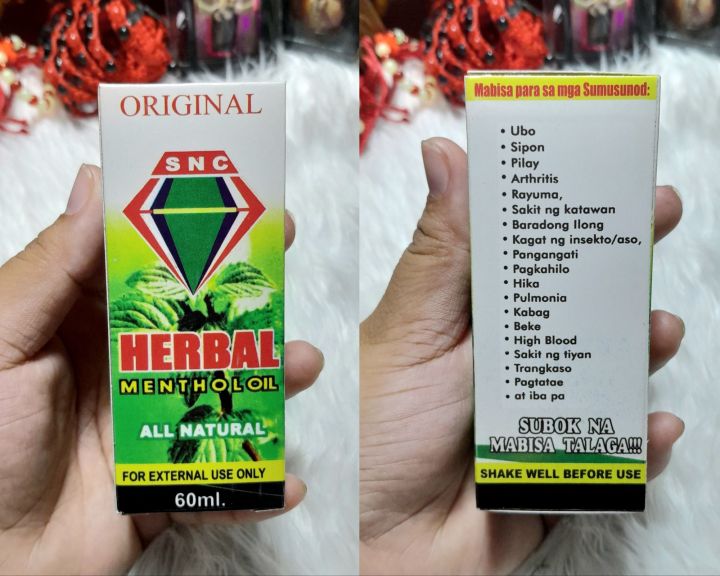 ORIGINAL
SNC
HERBAL
MENTHOL OIL
ALL NATURAL
FOR EXTERNAL USE ONLY
60ml.
Mabisa para sa mga Sumusunod:
• Ubo
• Sipon
• Pilay
• Arthritis
• Rayuma,
• Sakit ng katawan
• Baradong Ilong
• Kagat ng insekto/aso,
• Pangangati
• Pagkahilo
• Hika
• Pulmonia
• Kabag
• Beke
• High Blood
• Sakit ng tiyan
• Trangkaso
• Pagtatae
• at iba pa
SUBOK NA
MABISA TALAGA!!!
SHAKE WELL BEFORE USE